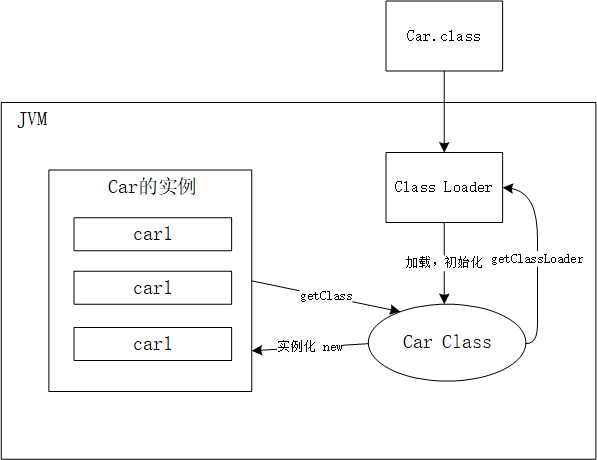 Car.class
JVM
Class Loader
Car的实例
car1
加载，初始化
getClassLoader
car1
getClass
car1
实例化 new
Car Class